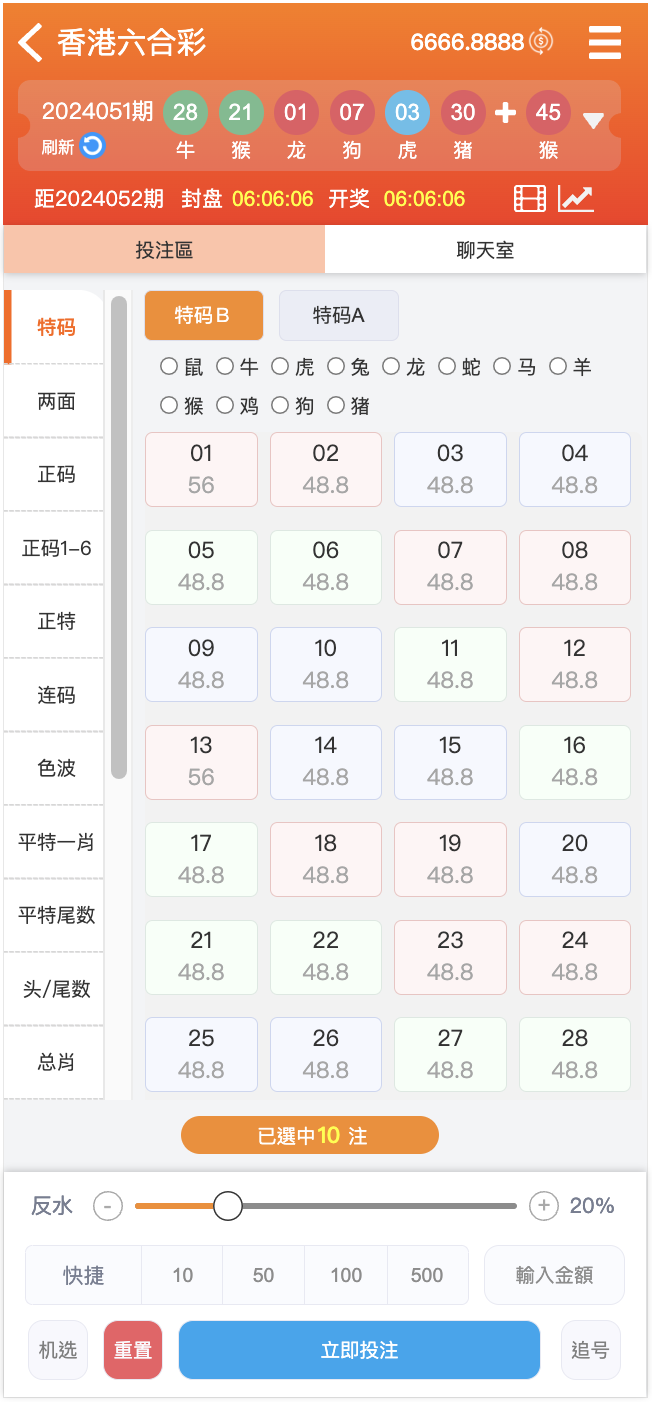 香港六合彩 6666.8888
2024051期 28 21 01 07 03 30 + 45
刷新 牛 猴 龙 狗 虎 猪 猴
距2024052期 封盘 06:06:06 开奖 06:06:06
投注區 聊天室
特码
两面
正码
正码1-6
正特
连码
色波
平特一肖
平特尾数
头/尾数
总肖
特码B 特码A
鼠 牛 虎 兔 龙 蛇 马 羊
猴 鸡 狗 猪
01 02 03 04
56 48.8 48.8 48.8
05 06 07 08
48.8 48.8 48.8 48.8
09 10 11 12
48.8 48.8 48.8 48.8
13 14 15 16
56 48.8 48.8 48.8
17 18 19 20
48.8 48.8 48.8 48.8
21 22 23 24
48.8 48.8 48.8 48.8
25 26 27 28
48.8 48.8 48.8 48.8
已選中10 注
反水 - + 20%
快捷 10 50 100 500 輸入金額
机选 重置 立即投注 追号